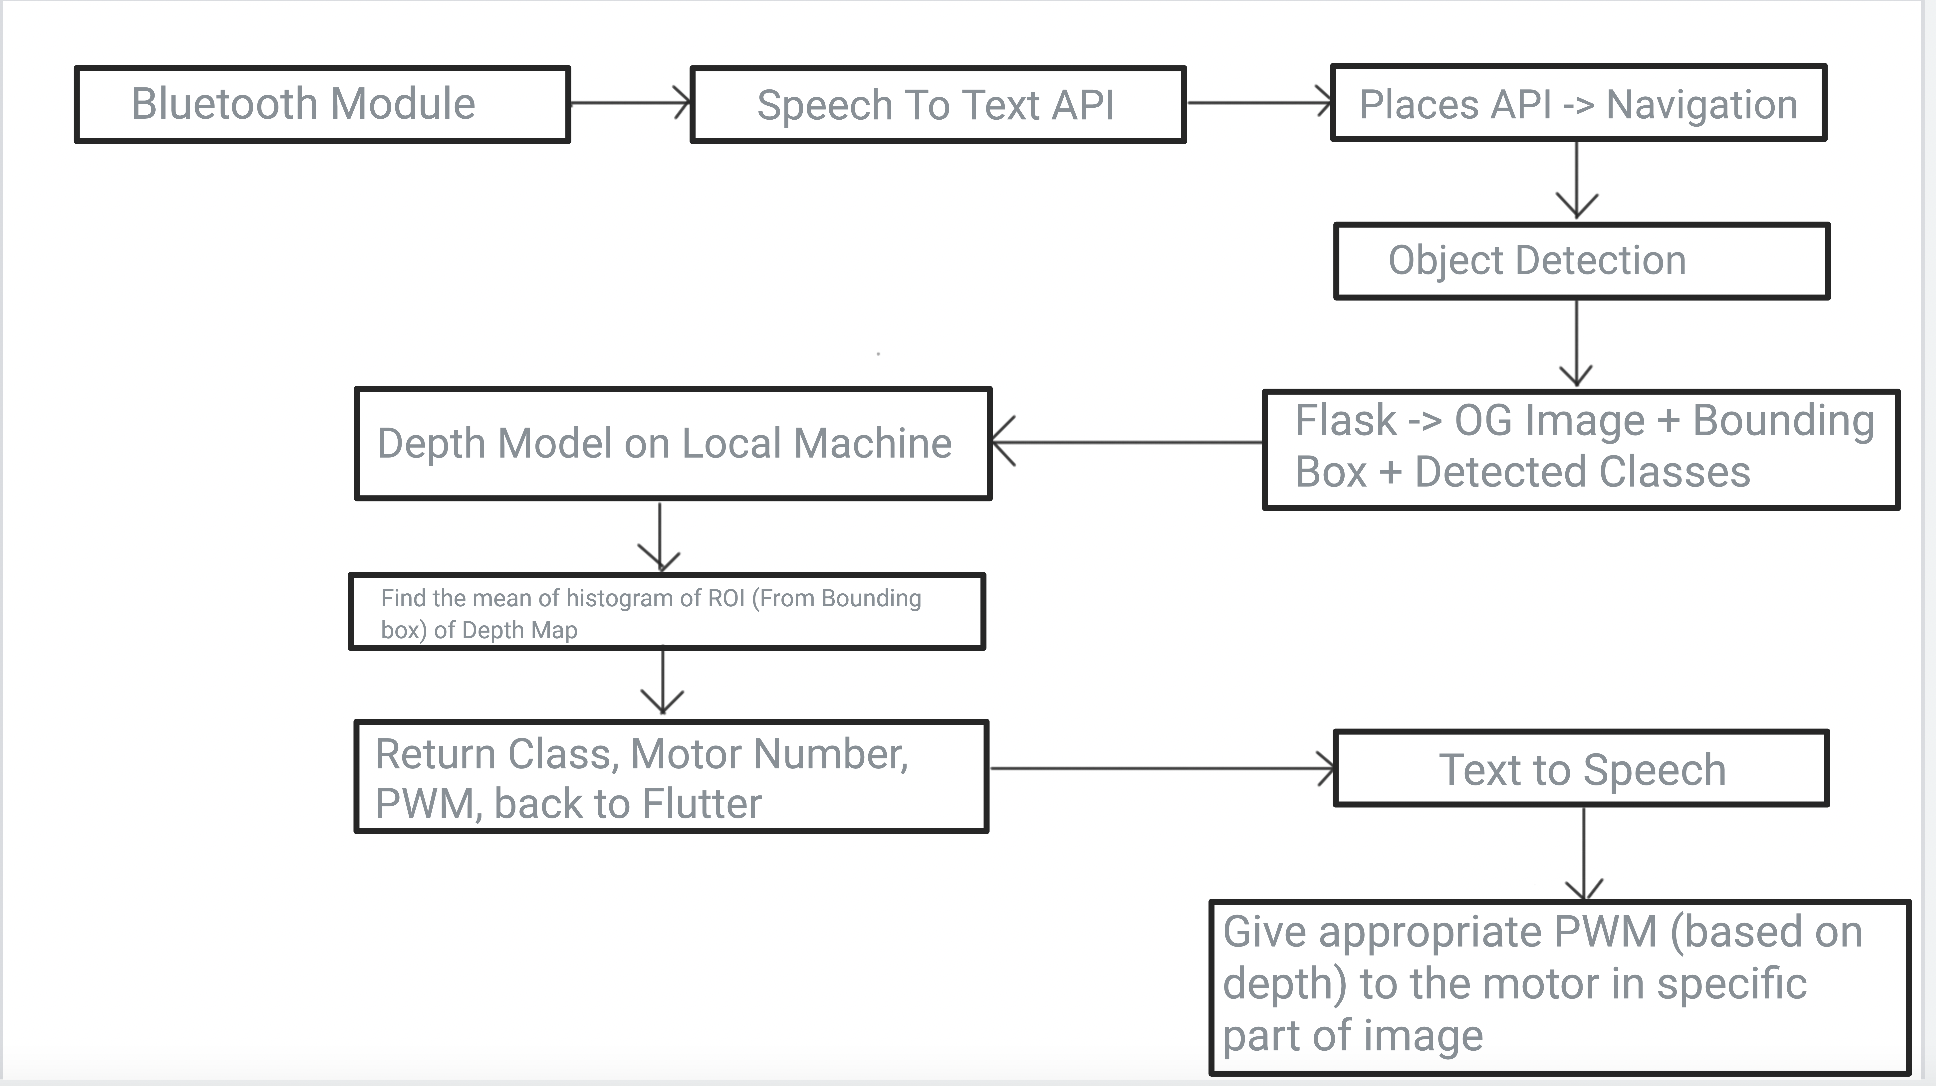 Bluetooth Module
Speech To Text API
Places API -> Navigation
Object Detection
Flask -> OG Image + Bounding
Box + Detected Classes
Depth Model on Local Machine
Find the mean of histogram of ROI (From Bounding
box) of Depth Map
Return Class, Motor Number,
PWM, back to Flutter
Text to Speech
Give appropriate PWM (based on
depth) to the motor in specific
part of image